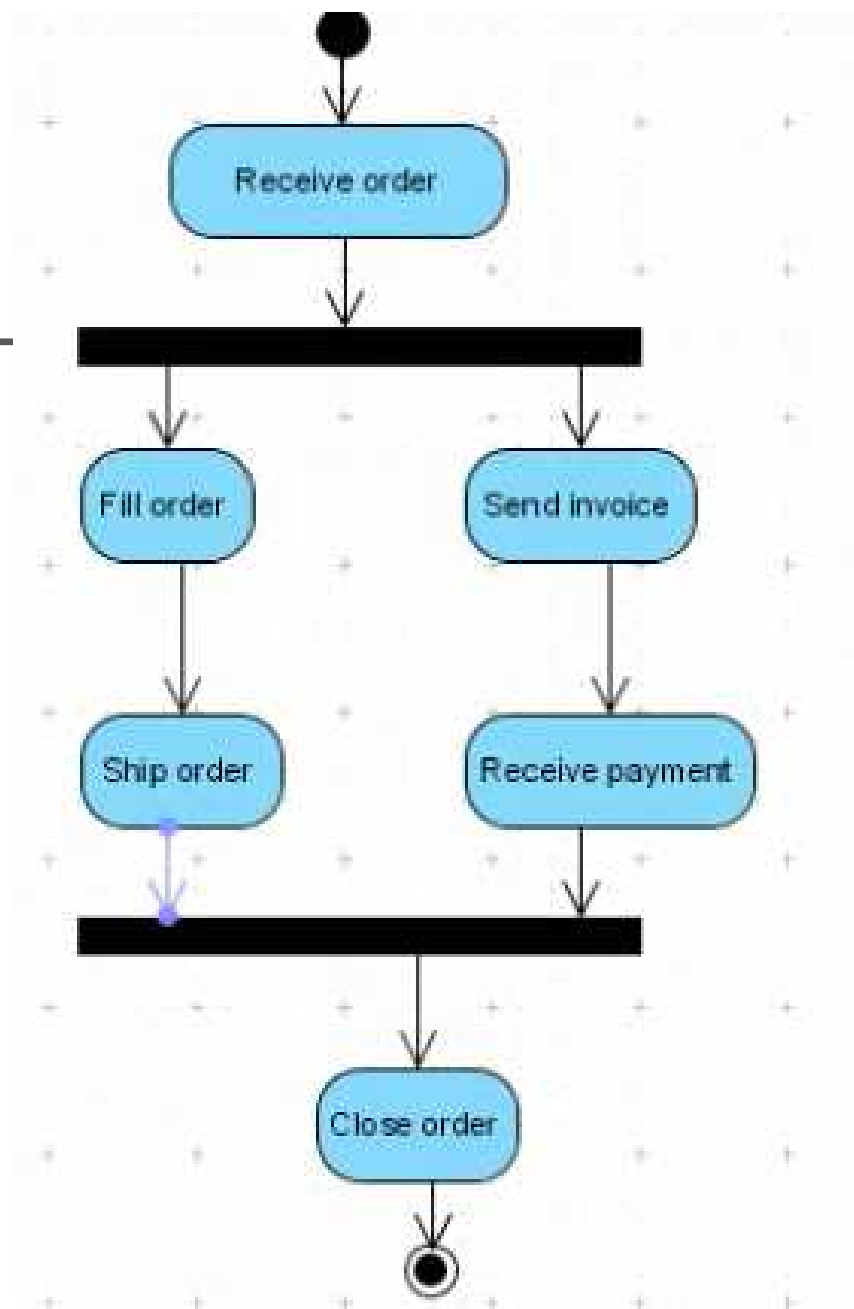 Receive order
Fill order
Send invoice
Ship order
Receive payment
Close order